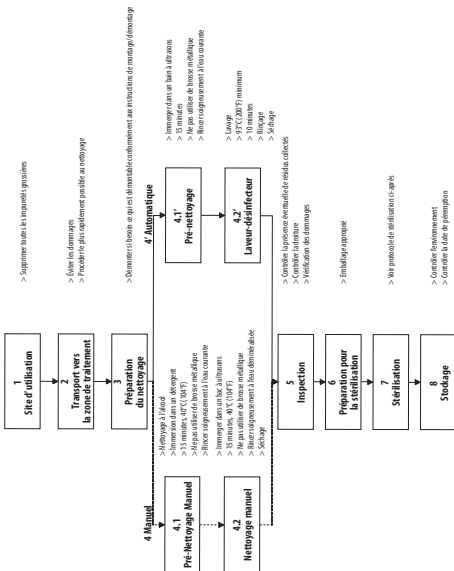 1
Site d'utilisation
> Supprimer toutes les impuretés grossières
2
Transport vers
la zone de traitement
> Eviter les dommages
> Procéder le plus rapidement possible au nettoyage
3
Préparation
du nettoyage
> Démonter si besoin ce qui est démontable conformément aux instructions de montage/démontage
4 Manuel
4.1
Pré-Nettoyage Manuel
> Nettoyage à l'alcool
> Immersion dans un détergent
> 15 minutes, 40°C (104°F)
> Ne pas utiliser de brosse métallique
> Rincer soigneusement à l'eau courante
4.2
Nettoyage manuel
> Immerger dans un bac à ultrasons
> 15 minutes, 40°C (104°F)
> Ne pas utiliser de brosse métallique
> Rincer soigneusement à l'eau déminéralisée
> Séchage
4' Automatique
4.1'
Pré-nettoyage
> Immerger dans un bain à ultrasons
> 15 minutes
> Ne pas utiliser de brosse métallique
> Rincer soigneusement à l'eau courante
4.2'
Laveur-désinfecteur
> Lavage
> 93°C (200°F) minimum
> 10 minutes
> Rinçage
> Séchage
5
Inspection
> Contrôler la présence éventuelle de résidus collectés
> Contrôler la droiture
> Vérification des dommages
6
Préparation pour
la stérilisation
> Emballage approprié
7
Stérilisation
> Voir protocole de stérilisation ci-après
8
Stockage
> Contrôler l'environnement
> Contrôler la date de péremption